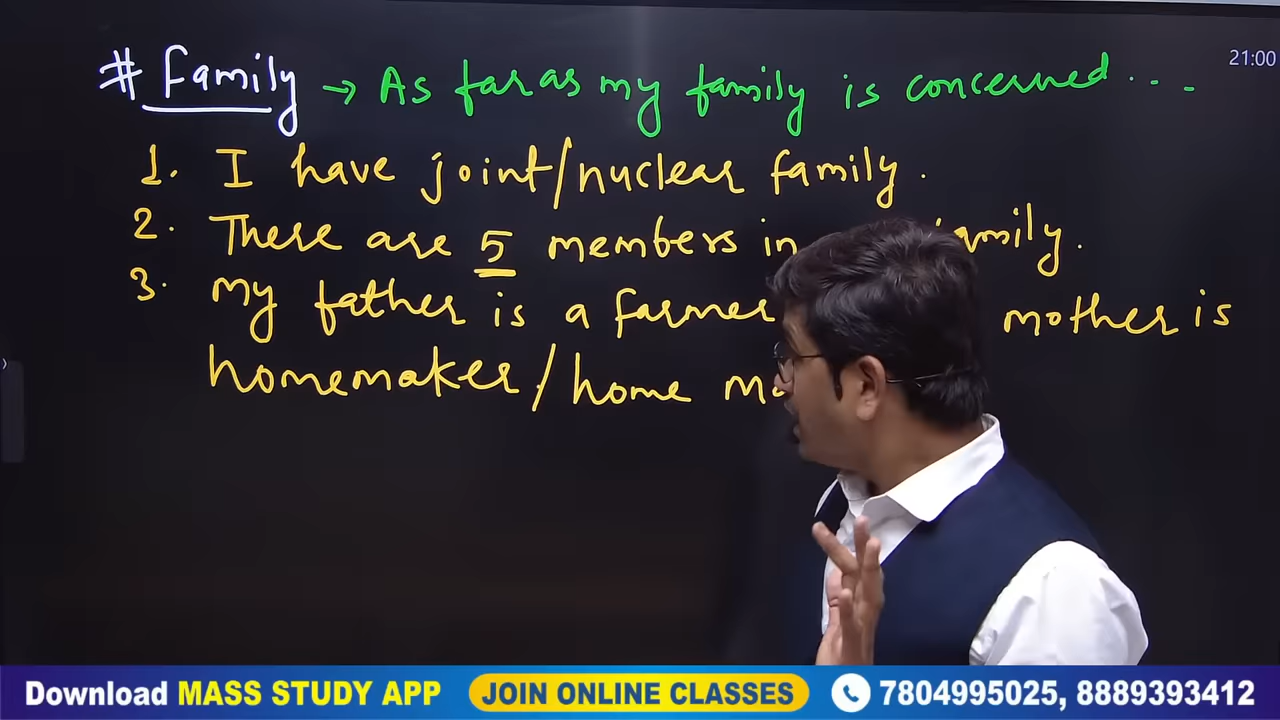 # Family → As far as my family is concerned...
21:00
1. I have joint/nuclear family.
2. There are 5 members in family.
3. My father is a farmer mother is
homemaker/home
Download MASS STUDY APP JOIN ONLINE CLASSES 7804995025, 8889393412